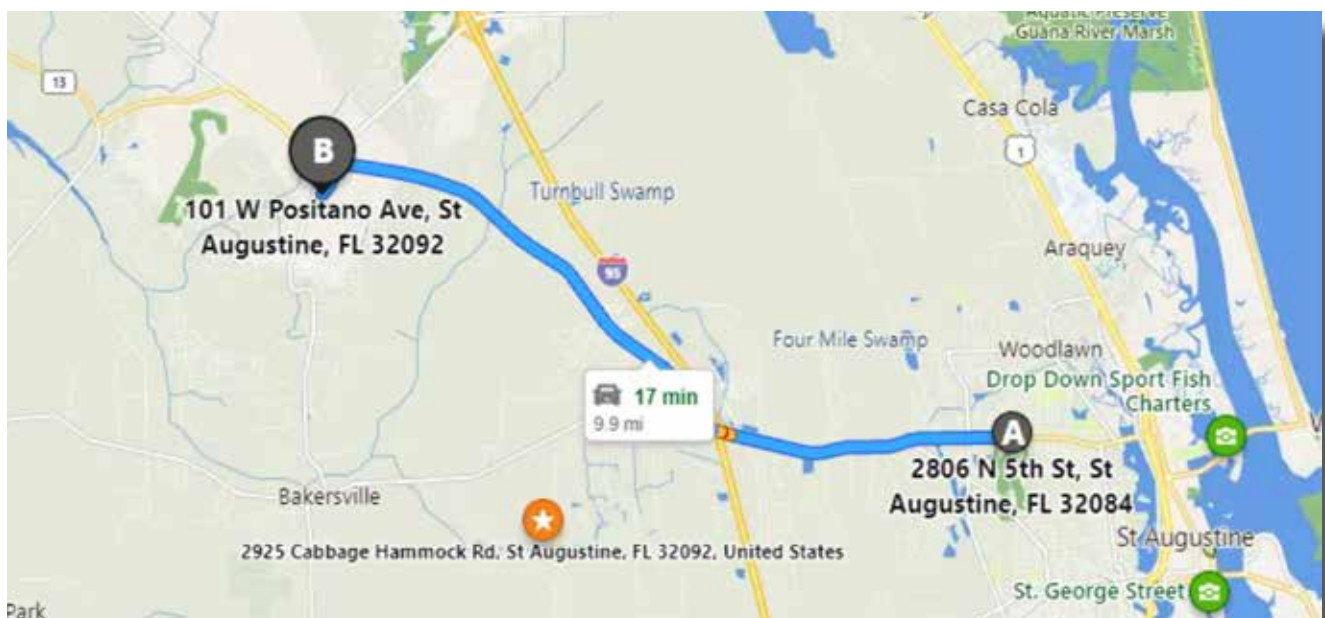 Aquatic Preserve
Guana River Marsh
13
Casa Cola
1
B
Turnbull Swamp
101 W Positano Ave, St
Augustine, FL 32092
Araquey
95
Four Mile Swamp
Woodlawn
Drop Down Sport Fish
Charters
17 min
9.9 mi
A
2806 N 5th St, St
Augustine, FL 32084
Bakersville
St Augustine
2925 Cabbage Hammock Rd, St Augustine, FL 32092, United States
St. George Street
Park